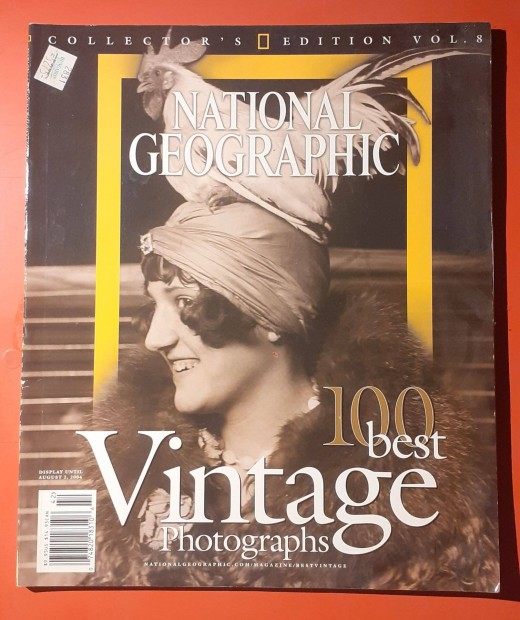 COLLECTOR'S EDITION VOL. 8
NATIONAL
GEOGRAPHIC
100
best
Vintage
Photographs
DISPLAY UNTIL
AUGUST 2, 2004
NATIONALGEOGRAPHIC.COM/MAGAZINE/BESTVINTAGE